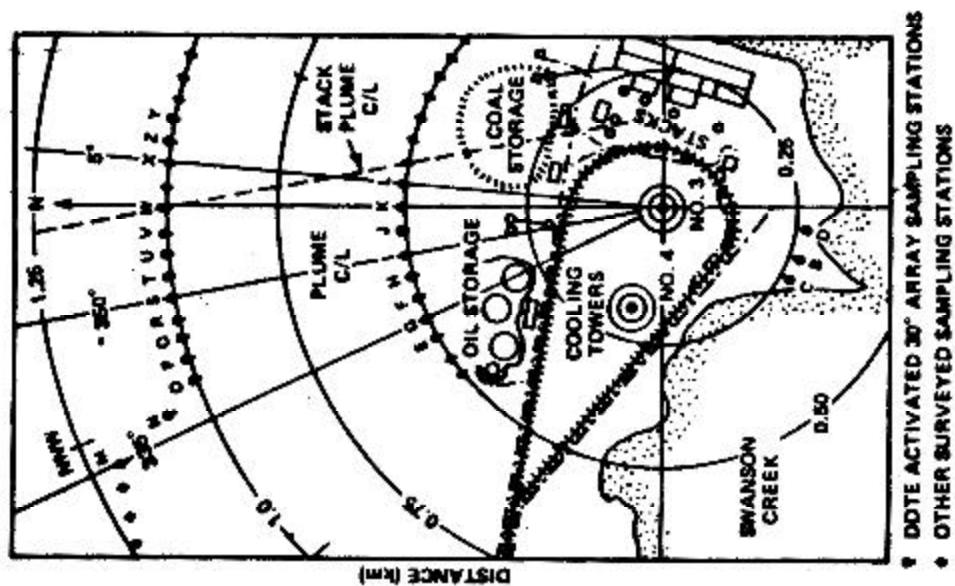 1.25
N
NNW
N
5°
~ 350°
335°
Z Y
X
W
V
U
T
S
R
Q
P
O
N
M
1.0
STACK
PLUME
C/L
PLUME
C/L
0.75
K
J
H
F
D
COAL
STORAGE
OIL STORAGE
STACKS
COOLING
TOWERS
NO. 3
NO. 4
0.25
D
B
C
0.50
SWANSON
CREEK
DISTANCE (km)
DOTE ACTIVATED 30° ARRAY SAMPLING STATIONS
OTHER SURVEYED SAMPLING STATIONS